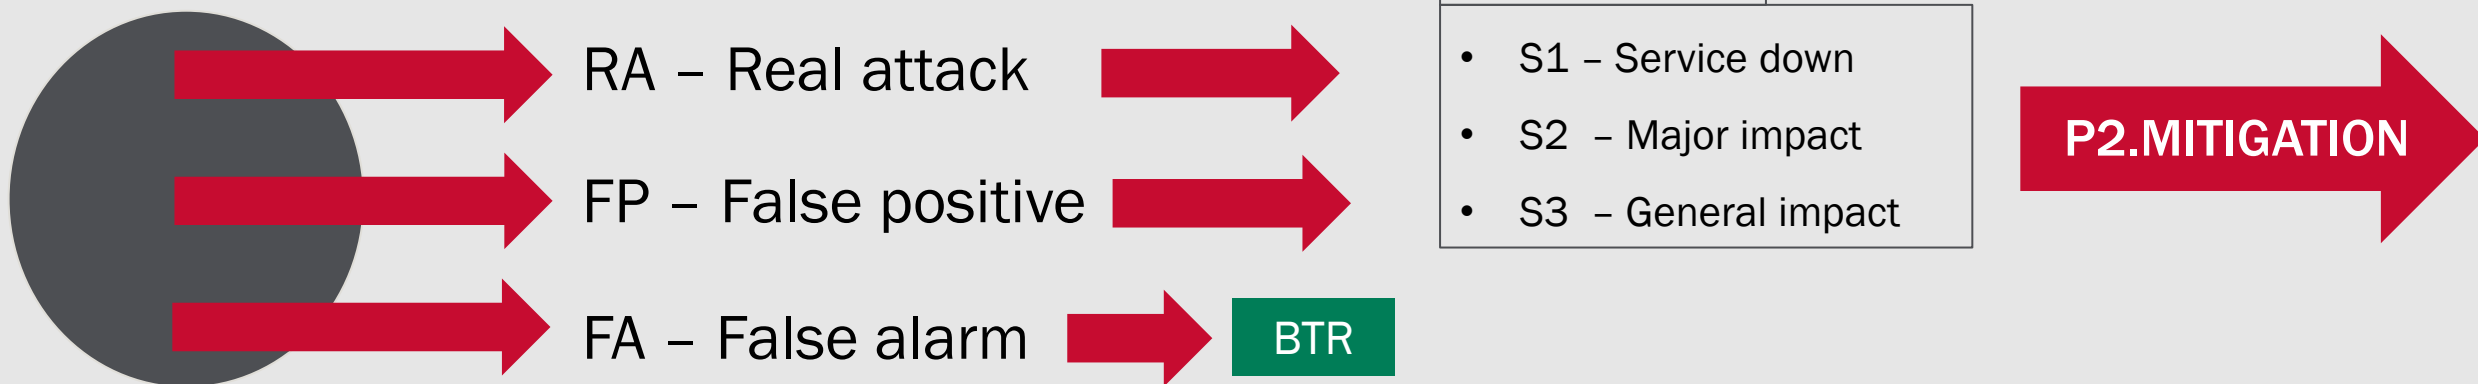 RA – Real attack
FP – False positive
FA – False alarm
BTR
• S1 – Service down
• S2 – Major impact
• S3 – General impact
P2.MITIGATION